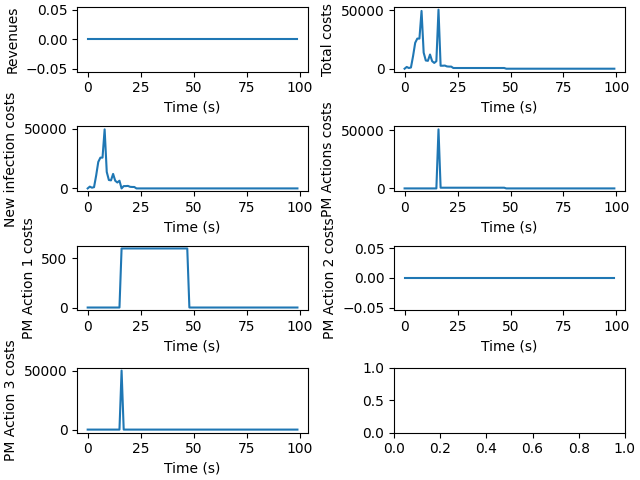 Revenues
0.05
0.00
−0.05
0 25 50 75 100
Time (s)
Total costs
50000
0
0 25 50 75 100
Time (s)
New infection costs
50000
0
0 25 50 75 100
Time (s)
PM Actions costs
50000
0
0 25 50 75 100
Time (s)
PM Action 1 costs
500
0
0 25 50 75 100
Time (s)
PM Action 2 costs
0.05
0.00
−0.05
0 25 50 75 100
Time (s)
PM Action 3 costs
50000
0
0 25 50 75 100
Time (s)
1.0
0.5
0.0
0.0 0.2 0.4 0.6 0.8 1.0